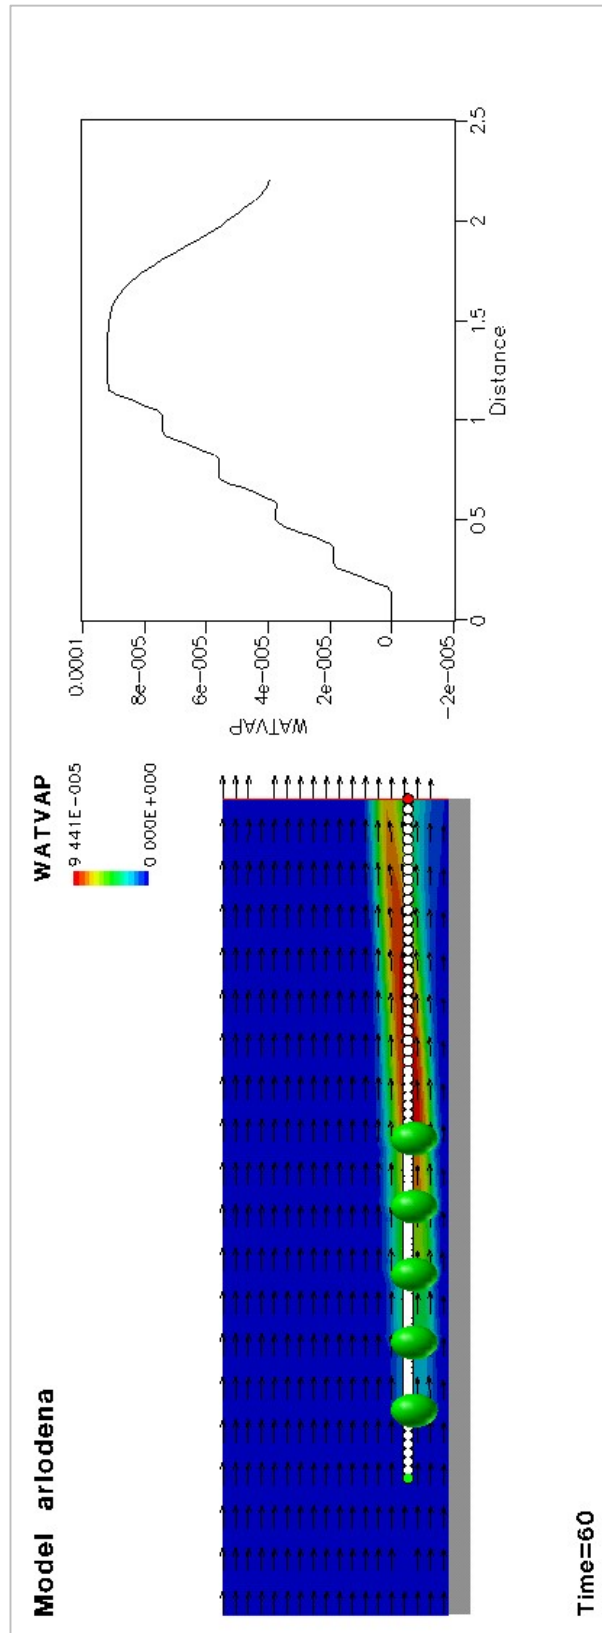 Model arlodena
WATVAP
9 441E-005
0 000E+000
Time=60
WATVAP
0.0001
8e-005
6e-005
4e-005
2e-005
0
-2e-005
0
0 5
1
1.5
2
2.5
Distance